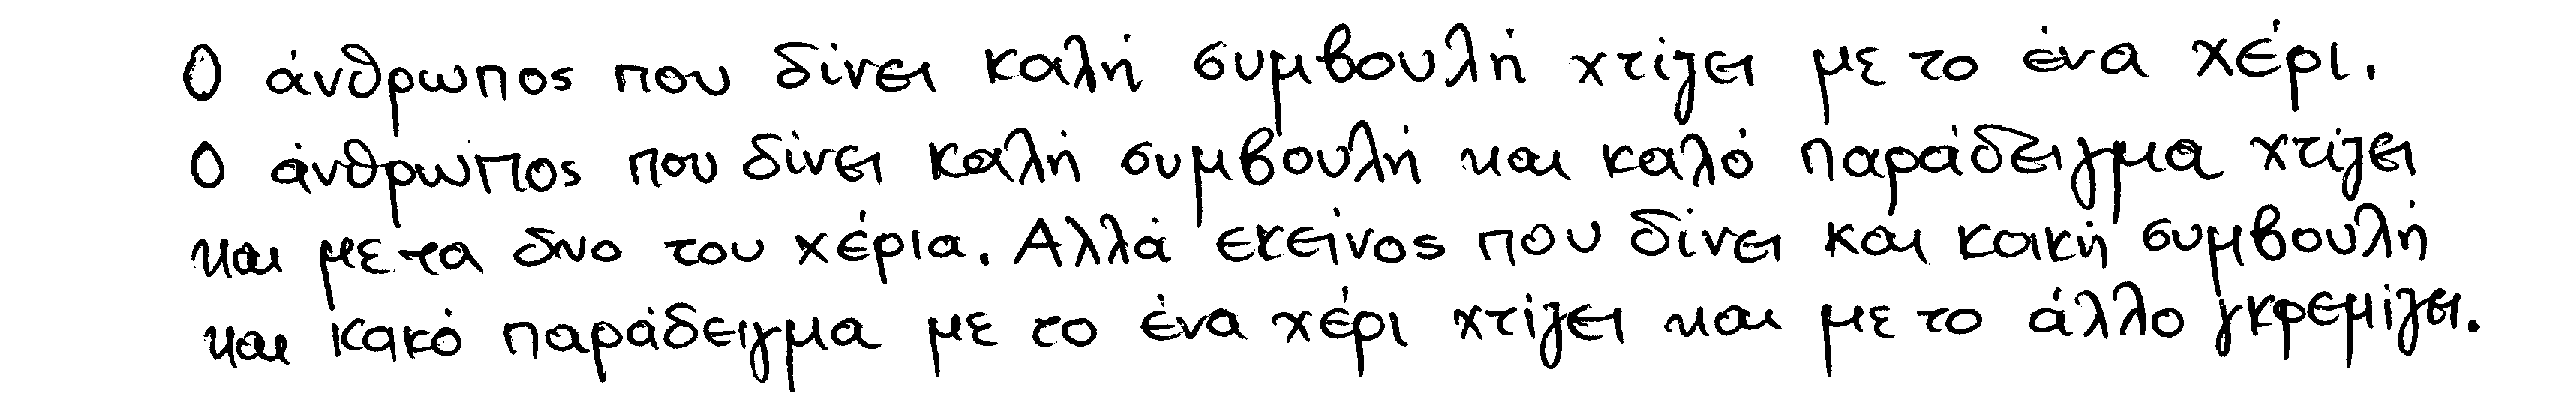 Ο άνθρωπος που δίνει καλή συμβουλή χτίζει με το ένα χέρι.
Ο άνθρωπος που δίνει καλή συμβουλή και καλό παράδειγμα χτίζει
και με τα δυο του χέρια. Αλλά εκείνος που δίνει και κακή συμβουλή
και κακό παράδειγμα με το ένα χέρι χτίζει και με το άλλο γκρεμίζει.